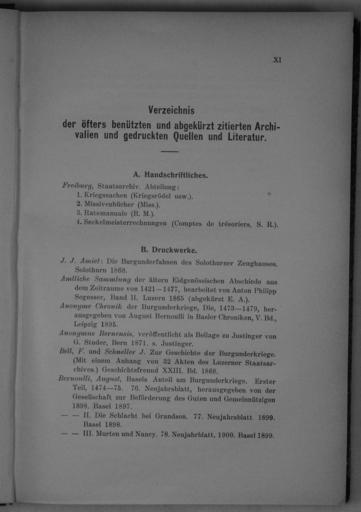 XI
Verzeichnis
der öfters benützten und abgekürzt zitierten Archi-
valien und gedruckten Quellen und Literatur.
A. Handschriftliches.
Freiburg, Staatsarchiv. Abteilung:
1. Kriegssachen (Kriegsrödel usw.).
2. Missivenbücher (Miss.).
3. Ratsmanuale (R. M.).
4. Seckelmeisterrechnungen (Comptes de trésoriers, S. R.).
B. Druckwerke.
J. J. Amiet: Die Burgunderfahnen des Solothurner Zeughauses.
Solothurn 1868.
Amtliche Sammlung der ältern Eidgenössischen Abschiede aus
dem Zeitraume von 1421—1477, bearbeitet von Anton Philipp
Segesser, Band II. Luzern 1865 (abgekürzt E. A.).
Anonyme Chronik der Burgunderkriege, Die, 1473—1479, her-
ausgegeben von August Bernoulli in Basler Chroniken, V. Bd.,
Leipzig 1895.
Anonymus Bernensis, veröffentlicht als Beilage zu Justinger von
G. Studer, Bern 1871. s. Justinger.
Bell, F. und Schneller J. Zur Geschichte der Burgunderkriege.
(Mit einem Anhang von 32 Akten des Luzerner Staatsar-
chives.) Geschichtsfreund XXIII. Bd. 1868.
Bernoulli, August, Basels Anteil am Burgunderkriege. Erster
Teil, 1474—75. 76. Neujahrsblatt, herausgegeben von der
Gesellschaft zur Beförderung des Guten und Gemeinnützigen
1898. Basel 1897.
— — II. Die Schlacht bei Grandson. 77. Neujahrsblatt 1899.
Basel 1898.
— — III. Murten und Nancy. 78. Neujahrsblatt, 1900. Basel 1899.